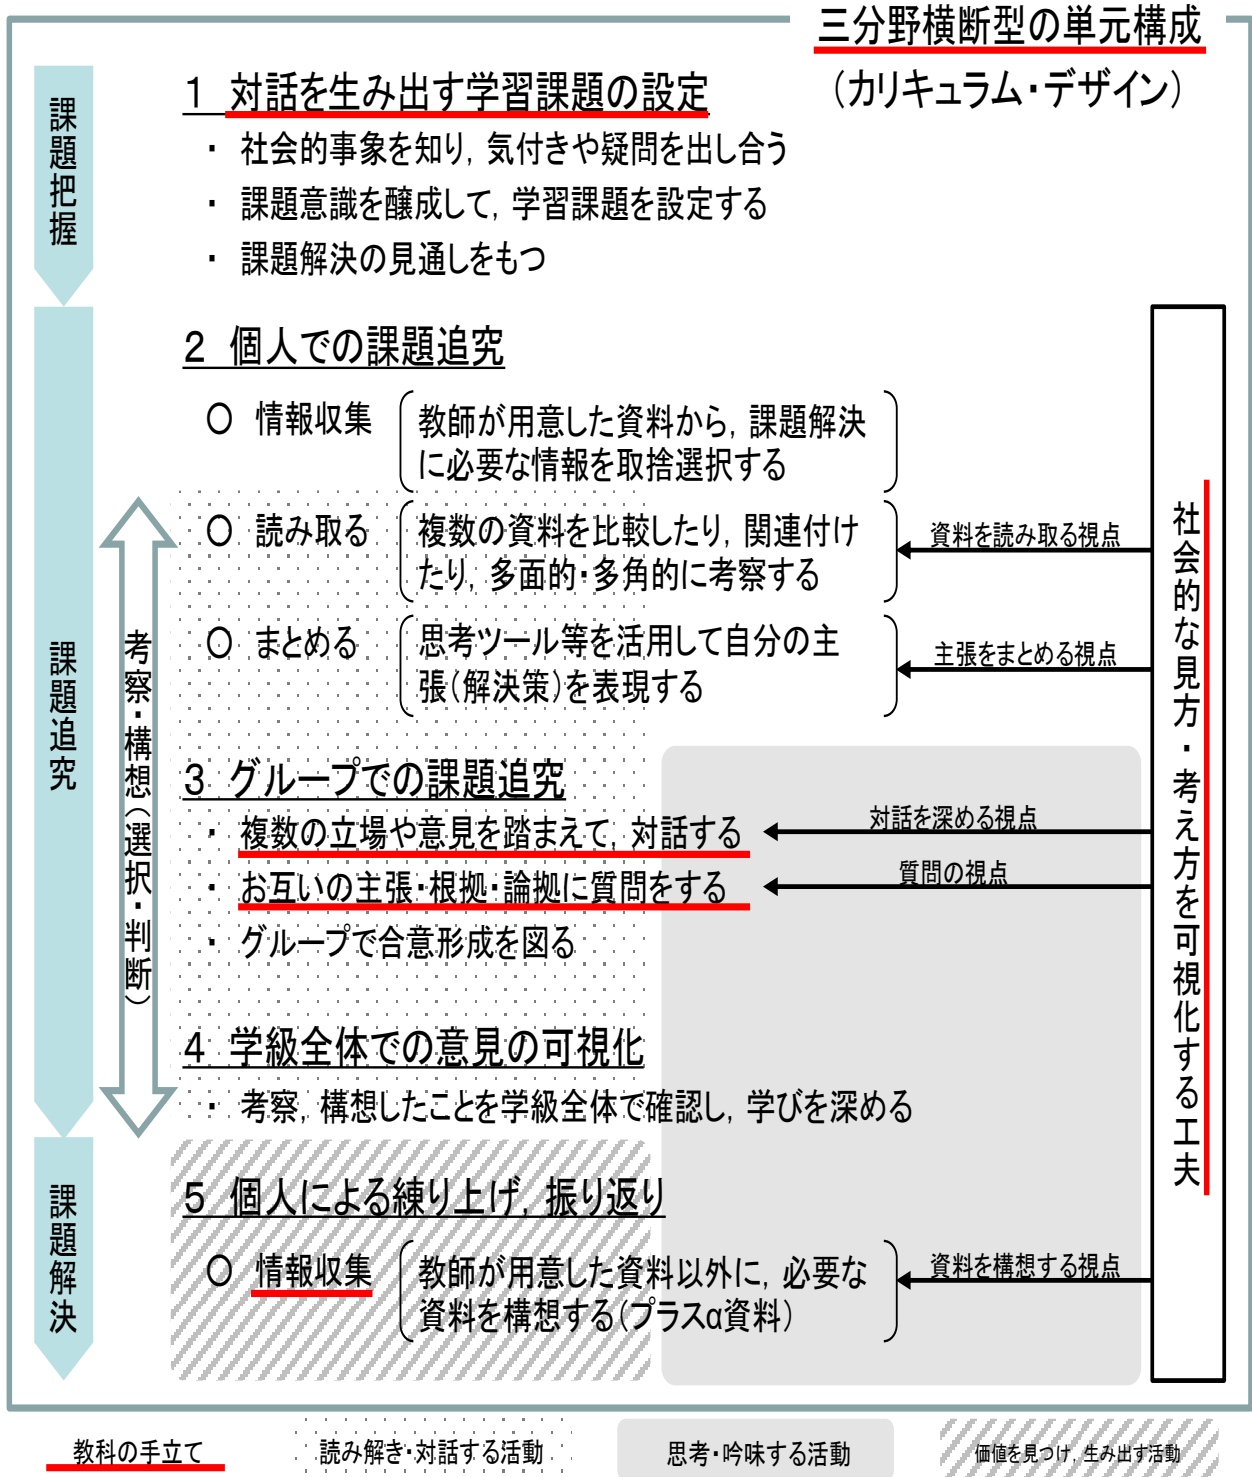 三分野横断型の単元構成
（カリキュラム・デザイン）
課題把握
１　対話を生み出す学習課題の設定
・ 社会的事象を知り，気付きや疑問を出し合う
・ 課題意識を醸成して，学習課題を設定する
・ 課題解決の見通しをもつ
課題追究
考察・構想（選択・判断）
２　個人での課題追究
○ 情報収集
教師が用意した資料から，課題解決
に必要な情報を取捨選択する
○ 読み取る
複数の資料を比較したり，関連付け
たり，多面的・多角的に考察する
資料を読み取る視点
○ まとめる
思考ツール等を活用して自分の主
張（解決策）を表現する
主張をまとめる視点
社会的な見方・考え方を可視化する工夫
３　グループでの課題追究
・ 複数の立場や意見を踏まえて，対話する
対話を深める視点
・ お互いの主張・根拠・論拠に質問をする
質問の視点
・ グループで合意形成を図る
４　学級全体での意見の可視化
・ 考察，構想したことを学級全体で確認し，学びを深める
課題解決
５　個人による練り上げ，振り返り
○ 情報収集
教師が用意した資料以外に，必要な
資料を構想する（プラスα資料）
資料を構想する視点
教科の手立て
読み解き・対話する活動
思考・吟味する活動
価値を見つけ，生み出す活動